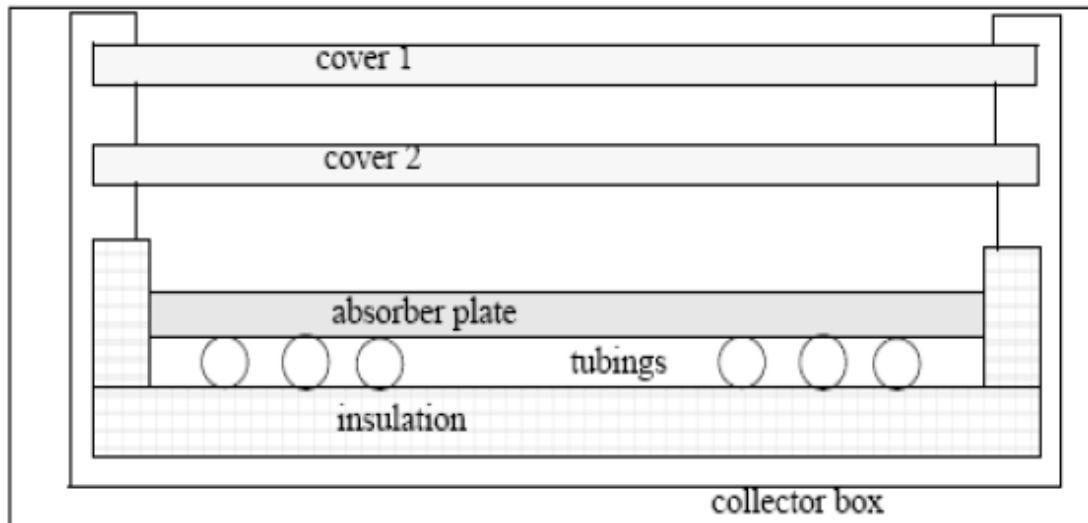 cover 1
cover 2
absorber plate
tubings
insulation
collector box